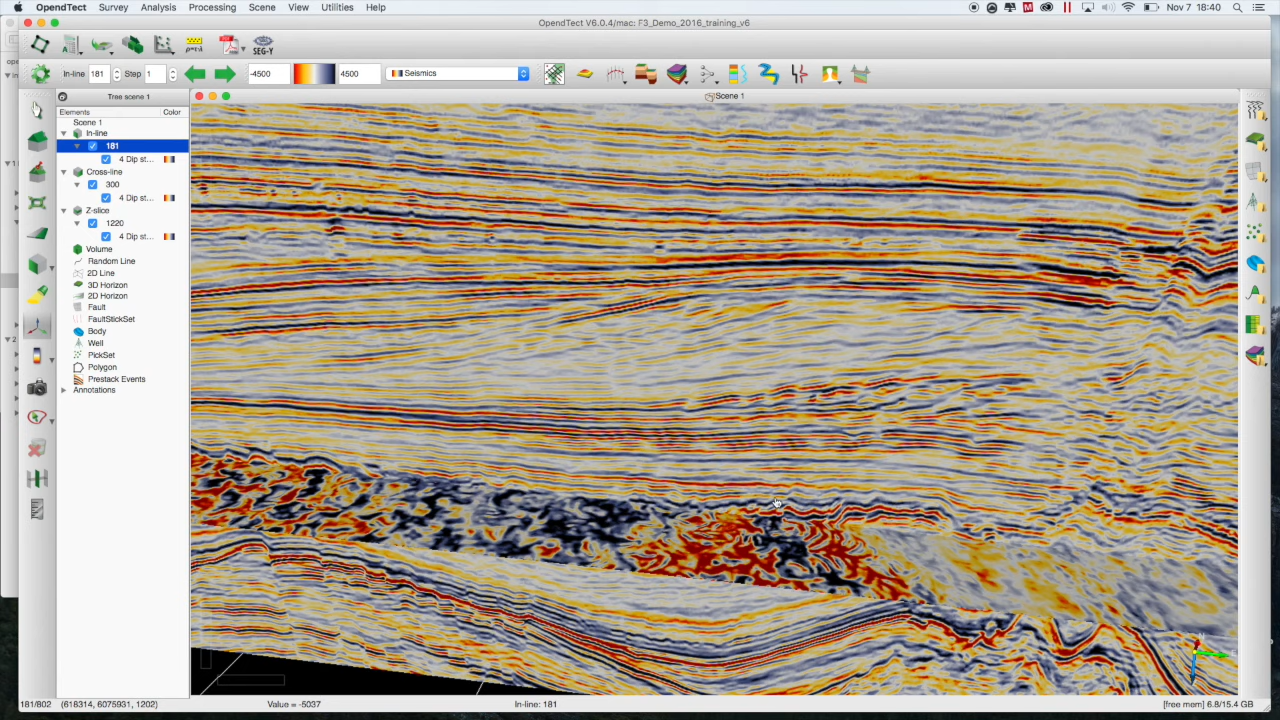 OpendTect Survey Analysis Processing Scene View Utilities Help Nov 7 18:40
OpendTect V6.0.4/mac: F3_Demo_2016_training_v6
ρ=1/λ SEG-Y
In-line 181 Step 1 -4500 4500 Seismics
Tree scene 1 Scene 1
Elements Color
Scene 1
In-line
181
4 Dip st...
Cross-line
300
4 Dip st...
Z-slice
1220
4 Dip st...
Volume
Random Line
2D Line
3D Horizon
2D Horizon
Fault
FaultStickSet
Body
Well
PickSet
Polygon
Prestack Events
Annotations
181/802 (618314, 6075931, 1202) Value = -5037 In-line: 181 [free mem] 6.8/15.4 GB